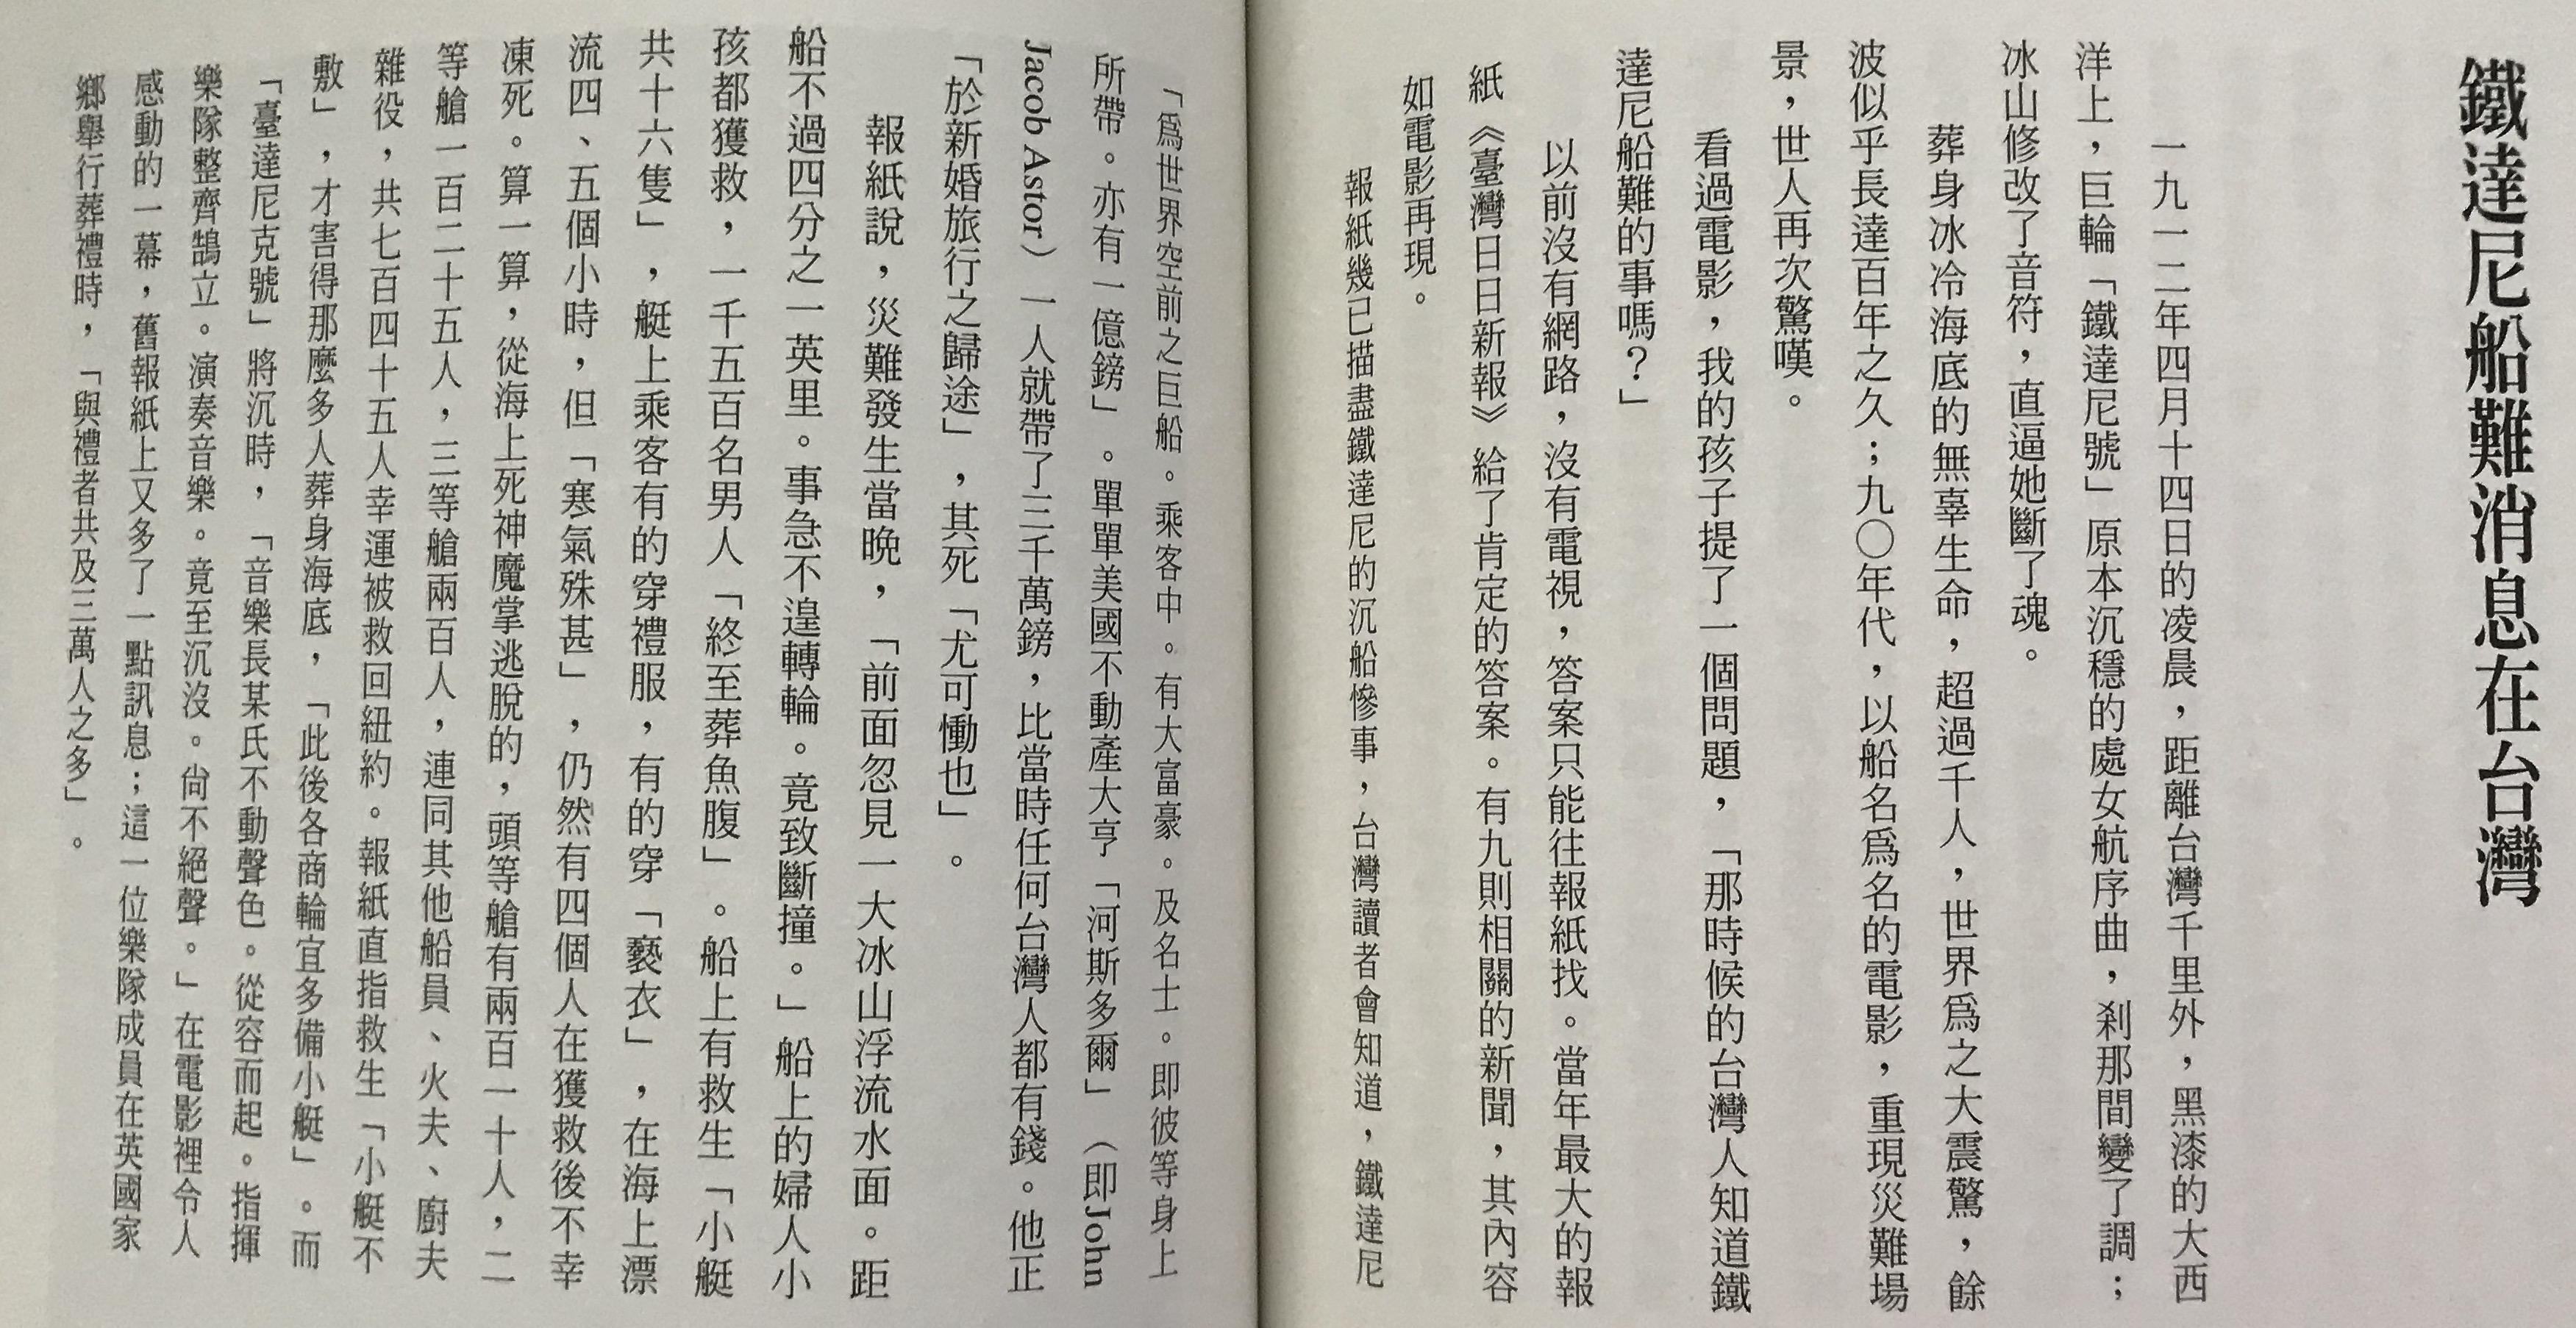 鐵達尼船難消息在台灣
一九一二年四月十四日的凌晨，距離台灣千里外，黑漆的大西
洋上，巨輪「鐵達尼號」原本沉穩的處女航序曲，剎那間變了調；
冰山修改了音符，直逼她斷了魂。
葬身冰冷海底的無辜生命，超過千人，世界爲之大震驚，餘
波似乎長達百年之久；九〇年代，以船名爲名的電影，重現災難場
景，世人再次驚嘆。
看過電影，我的孩子提了一個問題，「那時候的台灣人知道鐵
達尼船難的事嗎？」
以前沒有網路，沒有電視，答案只能往報紙找。當年最大的報
紙《臺灣日日新報》給了肯定的答案。有九則相關的新聞，其內容
如電影再現。
報紙幾已描盡鐵達尼的沉船慘事，台灣讀者會知道，鐵達尼
「爲世界空前之巨船。乘客中。有大富豪。及名士。即彼等身上
所帶。亦有一億鎊」。單單美國不動產大亨「河斯多爾」（即John
Jacob Astor）一人就帶了三千萬鎊，比當時任何台灣人都有錢。他正
「於新婚旅行之歸途」，其死「尤可慟也」。
報紙說，災難發生當晚，「前面忽見一大冰山浮流水面。距
船不過四分之一英里。事急不遑轉輪。竟致斷撞。」船上的婦人小
孩都獲救，一千五百名男人「終至葬魚腹」。船上有救生「小艇
共十六隻」，艇上乘客有的穿禮服，有的穿「褻衣」，在海上漂
流四、五個小時，但「寒氣殊甚」，仍然有四個人在獲救後不幸
凍死。算一算，從海上死神魔掌逃脫的，頭等艙有兩百一十人，二
等艙一百二十五人，三等艙兩百人，連同其他船員、火夫、廚夫
雜役，共七百四十五人幸運被救回紐約。報紙直指救生「小艇不
敷」，才害得那麼多人葬身海底，「此後各商輪宜多備小艇」。而
「臺達尼克號」將沉時，「音樂長某氏不動聲色。從容而起。指揮
樂隊整齊鵠立。演奏音樂。竟至沉沒。尙不絕聲。」在電影裡令人
感動的一幕，舊報紙上又多了一點訊息；這一位樂隊成員在英國家
鄉舉行葬禮時，「與禮者共及三萬人之多」。